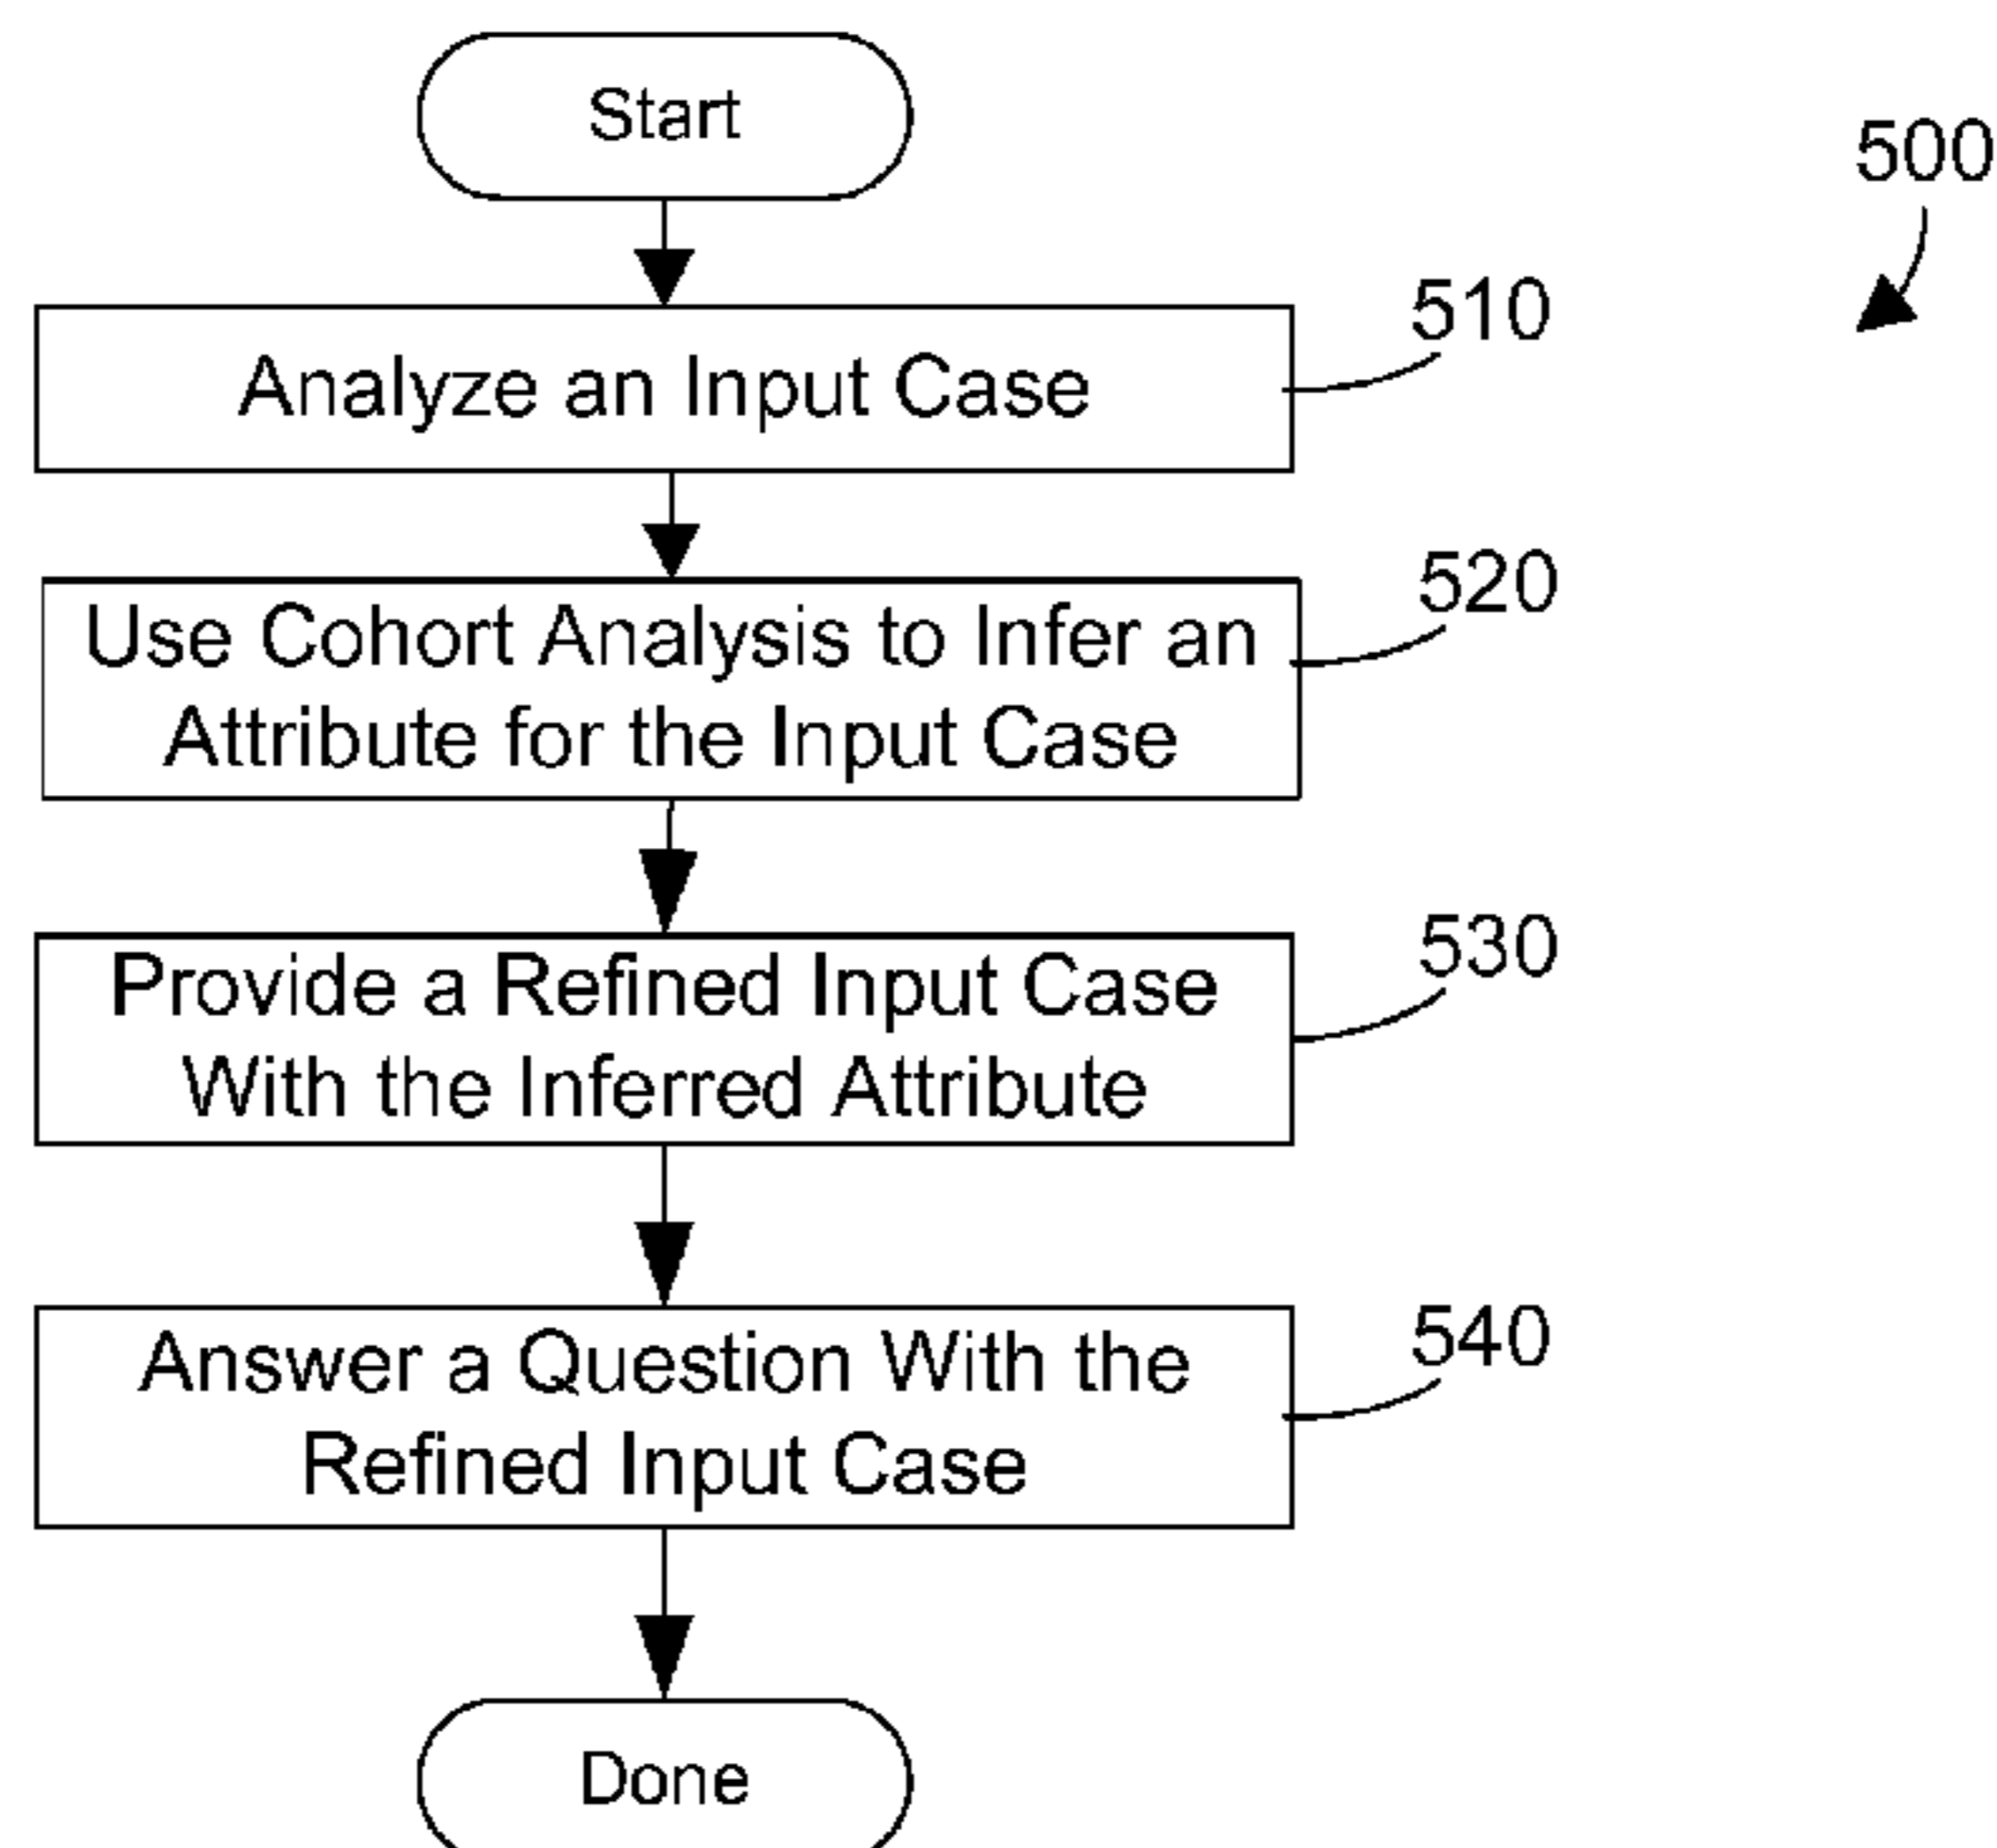 Start
500
510
Analyze an Input Case
520
Use Cohort Analysis to Infer an
Attribute for the Input Case
530
Provide a Refined Input Case
With the Inferred Attribute
540
Answer a Question With the
Refined Input Case
Done